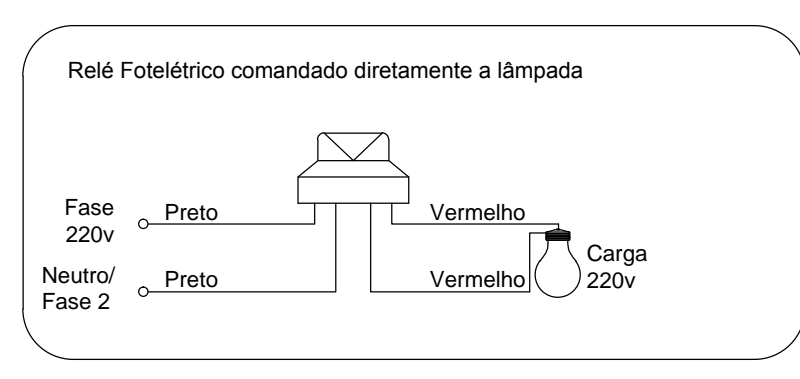 Relé Fotelétrico comandado diretamente a lâmpada
Fase
220v
Preto
Vermelho
Neutro/
Fase 2
Preto
Vermelho
Carga
220v